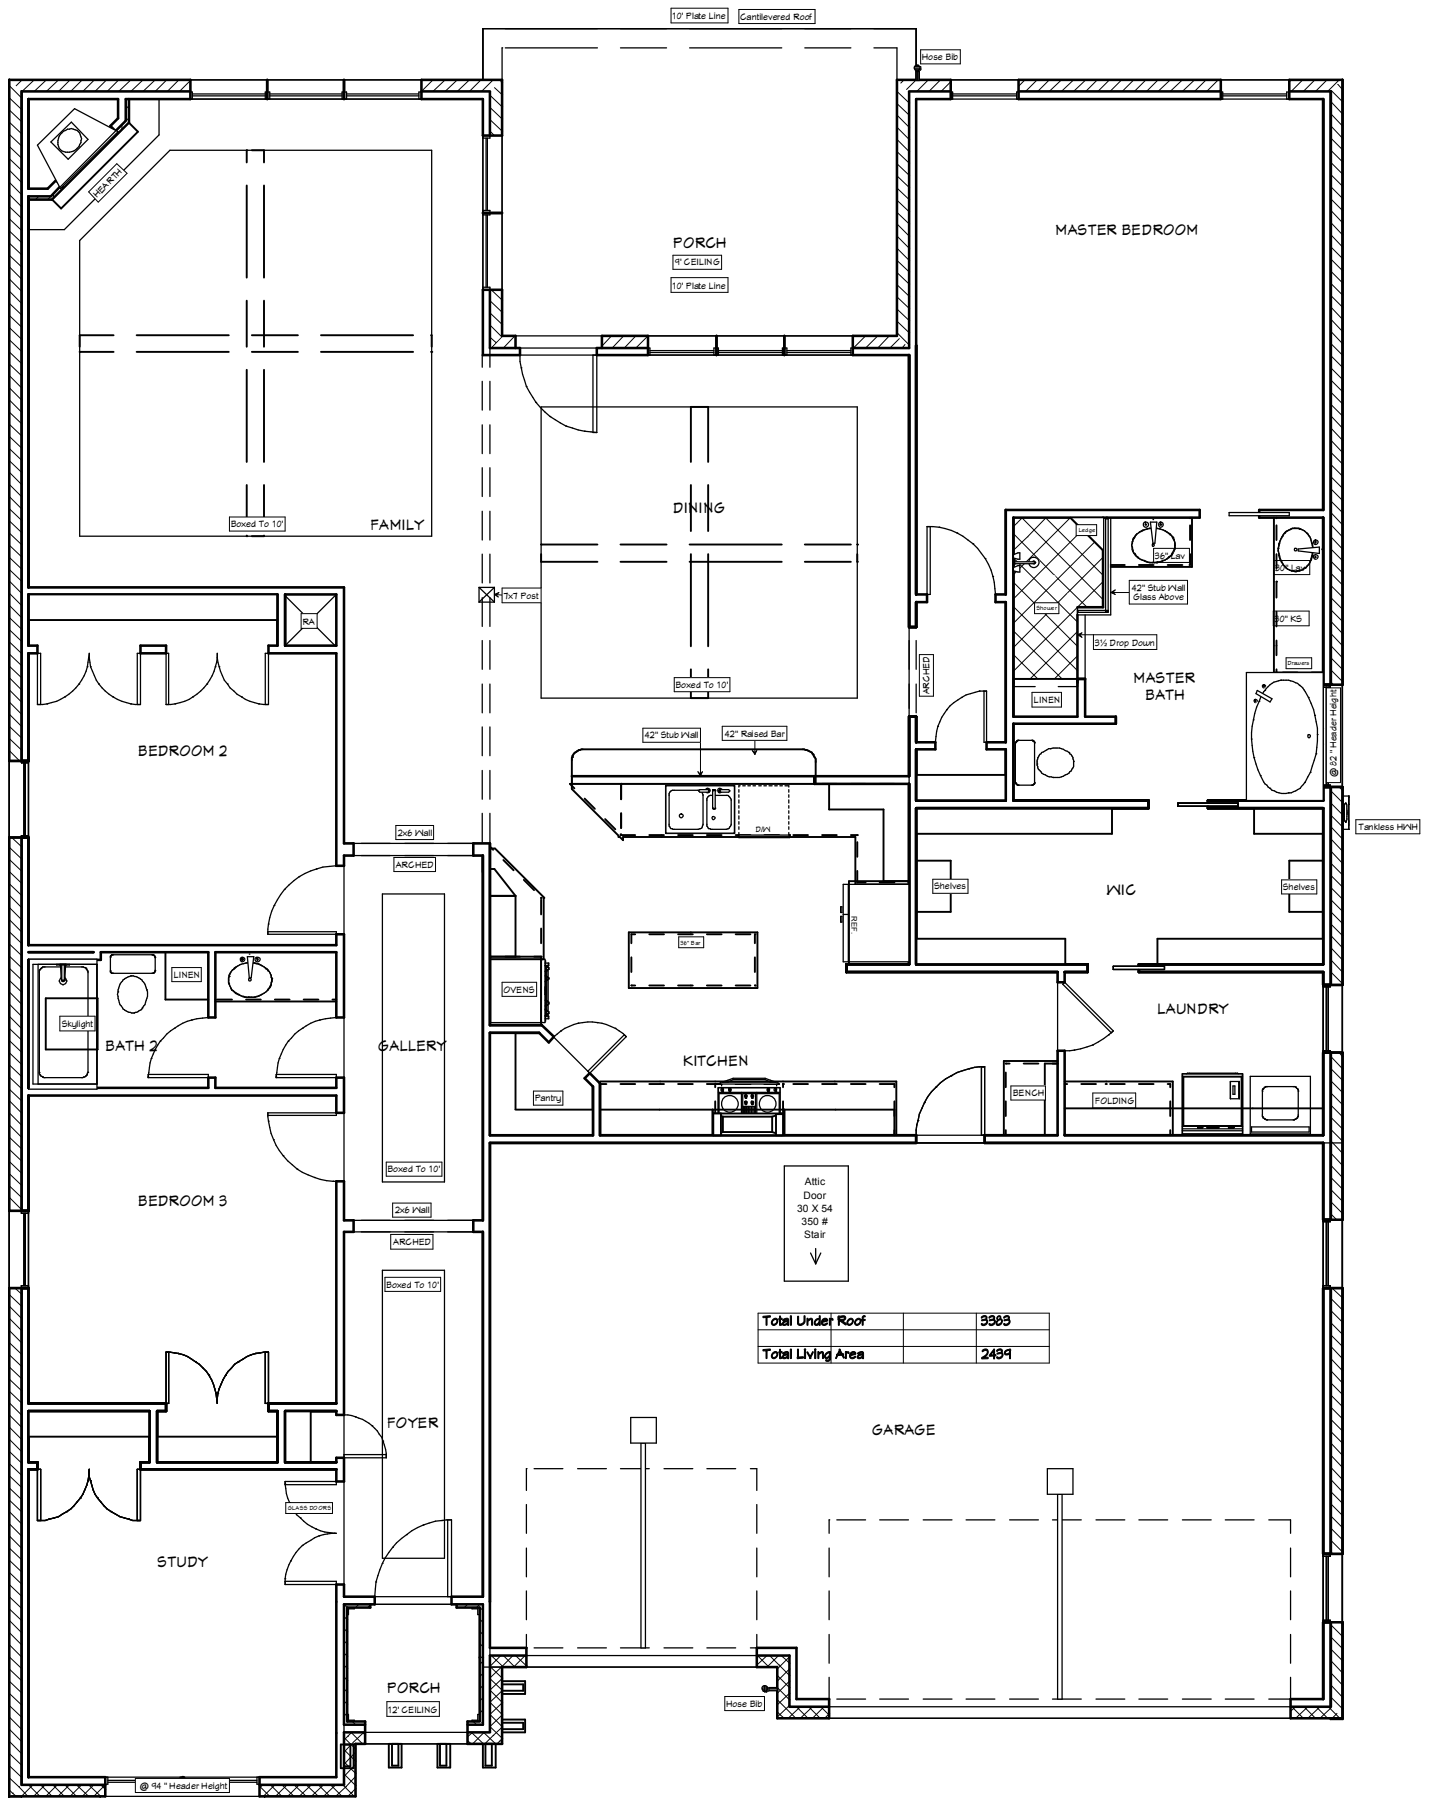 10' Plate Line
Cantilevered Roof
Hose Bib
HEARTH
MASTER BEDROOM
PORCH
9' CEILING
10' Plate Line
DINING
Boxed To 10'
FAMILY
Ledge
36" Lav
30" Lav
42" Stub Wall
Glass Above
7x7 Post
Shower
RA
30" KS
3½ Drop Down
Drawers
ARCHED
MASTER
BATH
LINEN
Boxed To 10'
@ 82 " Header Height
42" Stub Wall
42" Raised Bar
BEDROOM 2
D/W
Tankless HWH
2x6 Wall
ARCHED
Shelves
WIC
Shelves
REF.
36" Bar
LINEN
OVENS
LAUNDRY
Skylight
BATH 2
GALLERY
KITCHEN
Pantry
BENCH
FOLDING
Boxed To 10'
Attic
Door
30 X 54
350 #
Stair
BEDROOM 3
2x6 Wall
ARCHED
Boxed To 10'
Total Under Roof 3383
Total Living Area 2439
FOYER
GARAGE
GLASS DOORS
STUDY
PORCH
12' CEILING
Hose Bib
@ 94 " Header Height